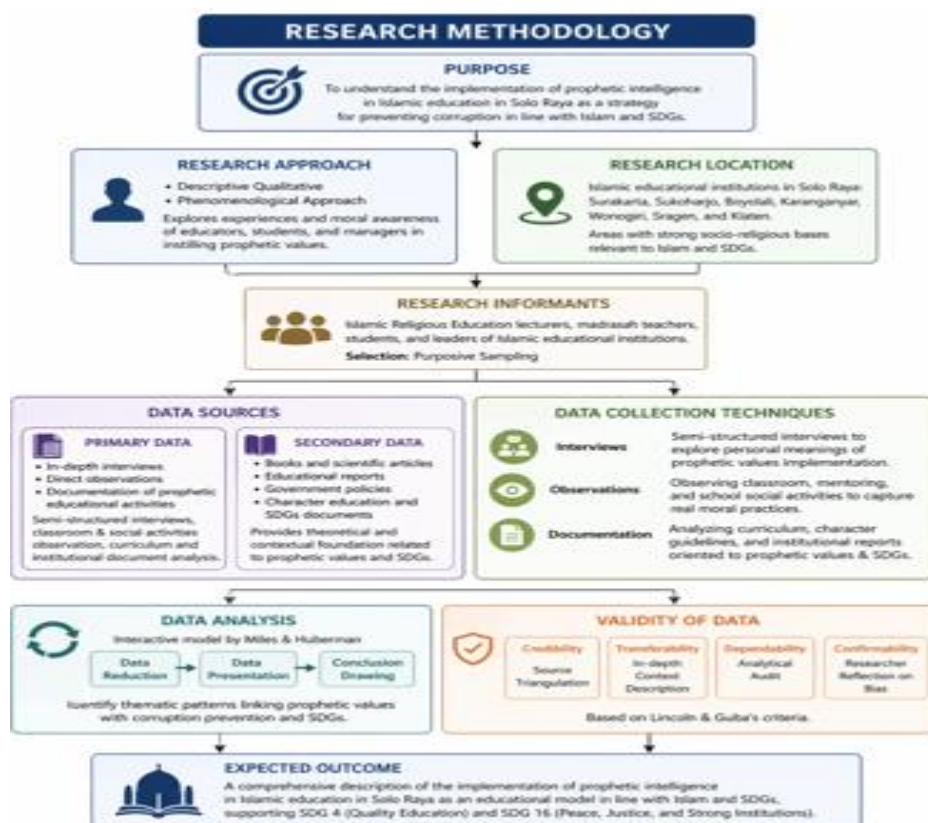 RESEARCH METHODOLOGY
PURPOSE
To understand the implementation of prophetic intelligence
in Islamic education in Solo Raya as a strategy
for preventing corruption in line with Islam and SDGs.
RESEARCH APPROACH
• Descriptive Qualitative
• Phenomenological Approach
Explores experiences and moral awareness
of educators, students, and managers in
instilling prophetic values.
RESEARCH LOCATION
Islamic educational institutions in Solo Raya:
Surakarta, Sukoharjo, Boyolali, Karanganyar,
Wonogiri, Sragen, and Klaten.
Areas with strong socio-religious bases
relevant to Islam and SDGs.
RESEARCH INFORMANTS
Islamic Religious Education lecturers, madrasah teachers,
students, and leaders of Islamic educational institutions.
Selection: Purposive Sampling
DATA SOURCES
PRIMARY DATA
• In-depth interviews
• Direct observations
• Documentation of prophetic
educational activities
Semi-structured interviews,
classroom & social activities
observation, curriculum and
institutional document analysis.
SECONDARY DATA
• Books and scientific articles
• Educational reports
• Government policies
• Character education and
SDGs documents
Provides theoretical and
contextual foundation related
to prophetic values and SDGs.
DATA COLLECTION TECHNIQUES
Interviews
Semi-structured interviews to
explore personal meanings of
prophetic values implementation.
Observations
Observing classroom, mentoring,
and school social activities to capture
real moral practices.
Documentation
Analyzing curriculum, character
guidelines, and institutional reports
oriented to prophetic values & SDGs.
DATA ANALYSIS
Interactive model by Miles & Huberman
Data
Reduction
Data
Presentation
Conclusion
Drawing
Identify thematic patterns linking prophetic values
with corruption prevention and SDGs.
VALIDITY OF DATA
Credibility
Source
Triangulation
Transferability
In-depth
Context
Description
Dependability
Analytical
Audit
Confirmability
Researcher
Reflection on
Bias
Based on Lincoln & Guba's criteria.
EXPECTED OUTCOME
A comprehensive description of the implementation of prophetic intelligence
in Islamic education in Solo Raya as an educational model in line with Islam and SDGs,
supporting SDG 4 (Quality Education) and SDG 16 (Peace, Justice, and Strong Institutions).